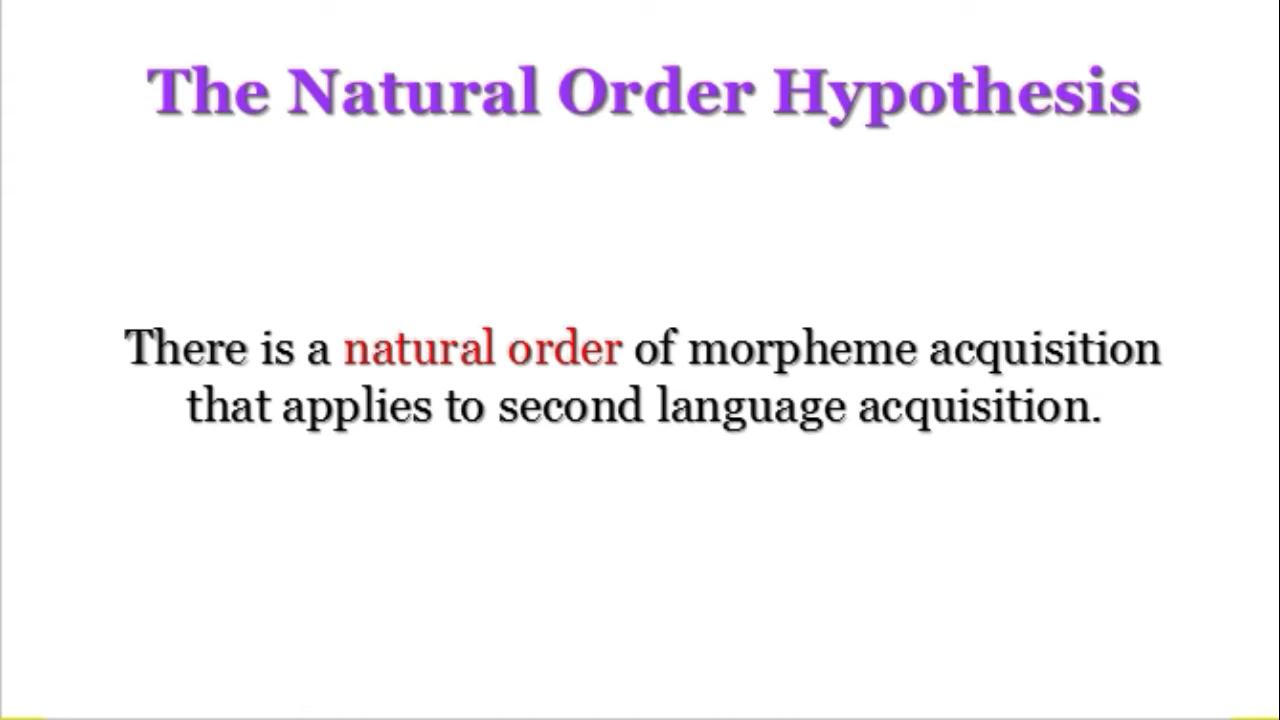 The Natural Order Hypothesis
There is a natural order of morpheme acquisition
that applies to second language acquisition.